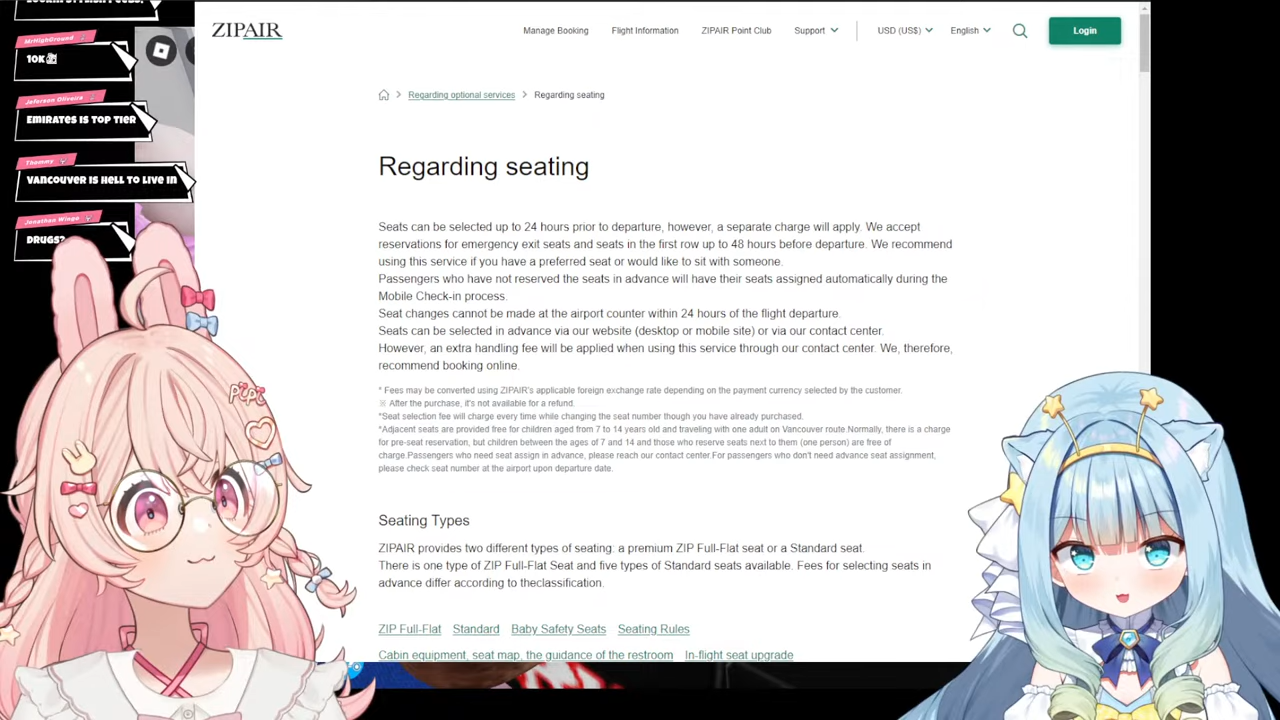 MrHighGround
10K
Jeferson Oliveira
EMIRATES IS TOP TIER
Thommy
VANCOUVER IS HELL TO LIVE IN
Jonathan Wingo
DRUGS?
ZIPAIR
Manage Booking
Flight Information
ZIPAIR Point Club
Support
USD (US$)
English
Login
Regarding optional services
Regarding seating
Regarding seating
Seats can be selected up to 24 hours prior to departure, however, a separate charge will apply. We accept
reservations for emergency exit seats and seats in the first row up to 48 hours before departure. We recommend
using this service if you have a preferred seat or would like to sit with someone.
Passengers who have not reserved the seats in advance will have their seats assigned automatically during the
Mobile Check-in process.
Seat changes cannot be made at the airport counter within 24 hours of the flight departure.
Seats can be selected in advance via our website (desktop or mobile site) or via our contact center.
However, an extra handling fee will be applied when using this service through our contact center. We, therefore,
recommend booking online.
* Fees may be converted using ZIPAIR's applicable foreign exchange rate depending on the payment currency selected by the customer.
※ After the purchase, it's not available for a refund.
*Seat selection fee will charge every time while changing the seat number though you have already purchased.
*Adjacent seats are provided free for children aged from 7 to 14 years old and traveling with one adult on Vancouver route Normally, there is a charge
for pre-seat reservation, but children between the ages of 7 and 14 and those who reserve seats next to them (one person) are free of
charge.Passengers who need seat assign in advance, please reach our contact center.For passengers who don't need advance seat assignment,
please check seat number at the airport upon departure date.
Seating Types
ZIPAIR provides two different types of seating: a premium ZIP Full-Flat seat or a Standard seat.
There is one type of ZIP Full-Flat Seat and five types of Standard seats available. Fees for selecting seats in
advance differ according to theclassification.
ZIP Full-Flat
Standard
Baby Safety Seats
Seating Rules
Cabin equipment, seat map, the guidance of the restroom
In-flight seat upgrade
PiPi